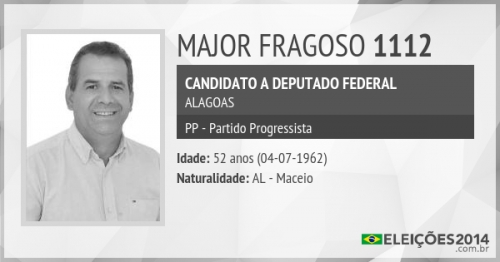 MAJOR FRAGOSO 1112
CANDIDATO A DEPUTADO FEDERAL
ALAGOAS
PP - Partido Progressista
Idade: 52 anos (04-07-1962)
Naturalidade: AL - Maceio
ELEIÇÕES2014
.com.br